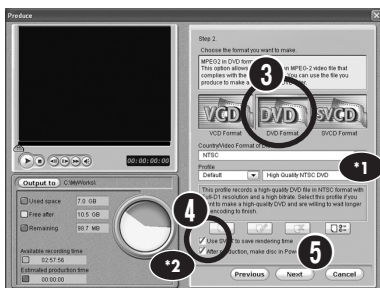 Produce
Step 2.
Choose the format you want to make.
MPEG2 in DVD form
This option allows an MPEG-2 video file that
complies with the You can use the file you
produce to make a
3
VCD DVD SVCD
VCD Format DVD Format SVCD Format
Country/Video Format of D
NTSC
*1
Profile
Default High Quality NTSC DVD
00:00:00:00
Output to C:\MyWorks\
This profile records a high-quality DVD file in NTSC format with
full-D1 resolution and a high bitrate. Select this profile if you
want to make a high-quality DVD and are willing to wait longer
encoding to finish.
Used space 7.0 GB
Free after 10.5 GB
Remaining 98.7 MB
4
Use SV to save rendering time
After production, make disc in Pow
*2
5
Available recording time
02:57:56
Estimated production time
00:00:00
Previous Next Cancel